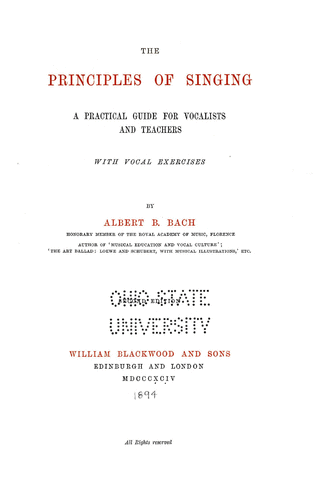 THE
PRINCIPLES OF SINGING
A PRACTICAL GUIDE FOR VOCALISTS
AND TEACHERS
WITH VOCAL EXERCISES
BY
ALBERT B. BACH
HONORARY MEMBER OF THE ROYAL ACADEMY OF MUSIC, FLORENCE
AUTHOR OF 'MUSICAL EDUCATION AND VOCAL CULTURE';
'THE ART BALLAD: LOEWE AND SCHUBERT, WITH MUSICAL ILLUSTRATIONS,' ETC.
OHIO STATE
EDITION
UNIVERSITY
WILLIAM BLACKWOOD AND SONS
EDINBURGH AND LONDON
MDCCCXCIV
1894
All Rights reserved